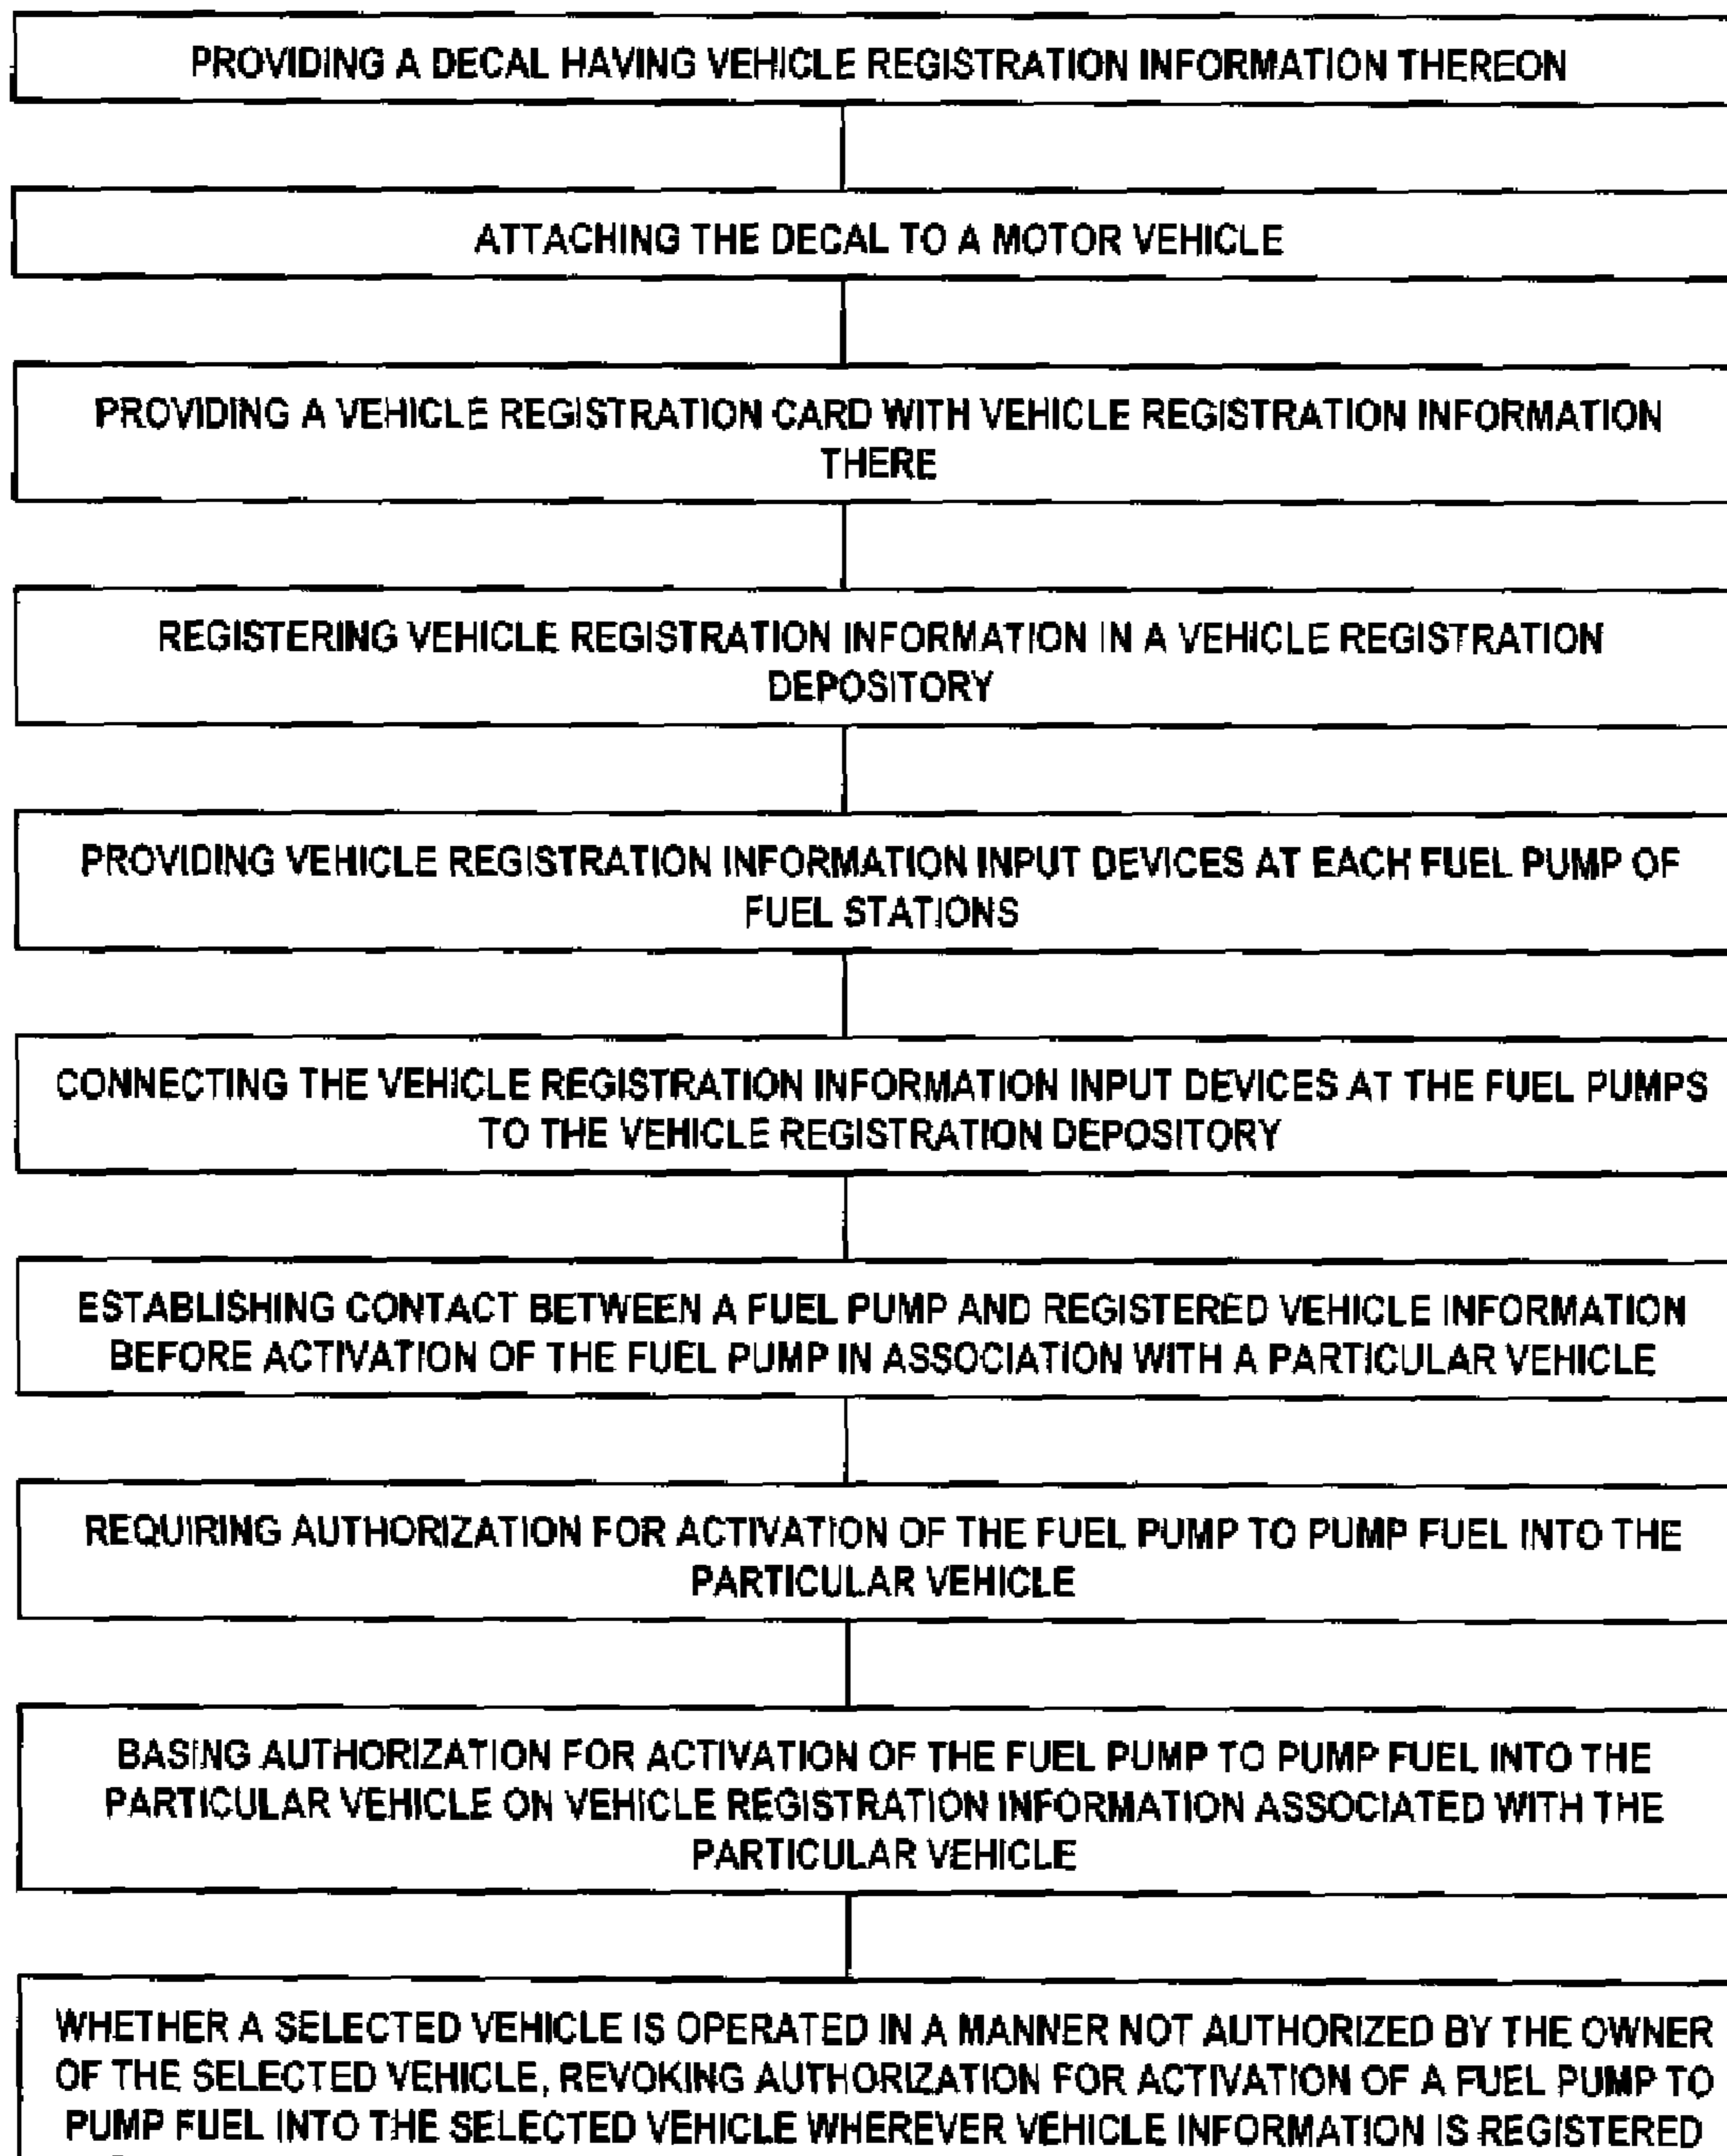 PROVIDING A DECAL HAVING VEHICLE REGISTRATION INFORMATION THEREON
ATTACHING THE DECAL TO A MOTOR VEHICLE
PROVIDING A VEHICLE REGISTRATION CARD WITH VEHICLE REGISTRATION INFORMATION
THERE
REGISTERING VEHICLE REGISTRATION INFORMATION IN A VEHICLE REGISTRATION
DEPOSITORY
PROVIDING VEHICLE REGISTRATION INFORMATION INPUT DEVICES AT EACH FUEL PUMP OF
FUEL STATIONS
CONNECTING THE VEHICLE REGISTRATION INFORMATION INPUT DEVICES AT THE FUEL PUMPS
TO THE VEHICLE REGISTRATION DEPOSITORY
ESTABLISHING CONTACT BETWEEN A FUEL PUMP AND REGISTERED VEHICLE INFORMATION
BEFORE ACTIVATION OF THE FUEL PUMP IN ASSOCIATION WITH A PARTICULAR VEHICLE
REQUIRING AUTHORIZATION FOR ACTIVATION OF THE FUEL PUMP TO PUMP FUEL INTO THE
PARTICULAR VEHICLE
BASING AUTHORIZATION FOR ACTIVATION OF THE FUEL PUMP TO PUMP FUEL INTO THE
PARTICULAR VEHICLE ON VEHICLE REGISTRATION INFORMATION ASSOCIATED WITH THE
PARTICULAR VEHICLE
WHETHER A SELECTED VEHICLE IS OPERATED IN A MANNER NOT AUTHORIZED BY THE OWNER
OF THE SELECTED VEHICLE, REVOKING AUTHORIZATION FOR ACTIVATION OF A FUEL PUMP TO
PUMP FUEL INTO THE SELECTED VEHICLE WHEREVER VEHICLE INFORMATION IS REGISTERED